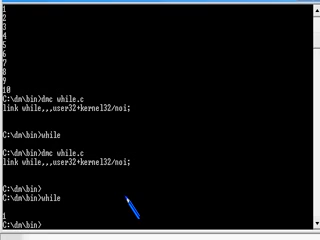 1
2
3
4
5
6
7
8
9
10
C:\dm\bin>dmc while.c
link while,,,user32+kernel32/noi;
C:\dm\bin>while
C:\dm\bin>dmc while.c
link while,,,user32+kernel32/noi;
C:\dm\bin>
C:\dm\bin>while
1
C:\dm\bin>